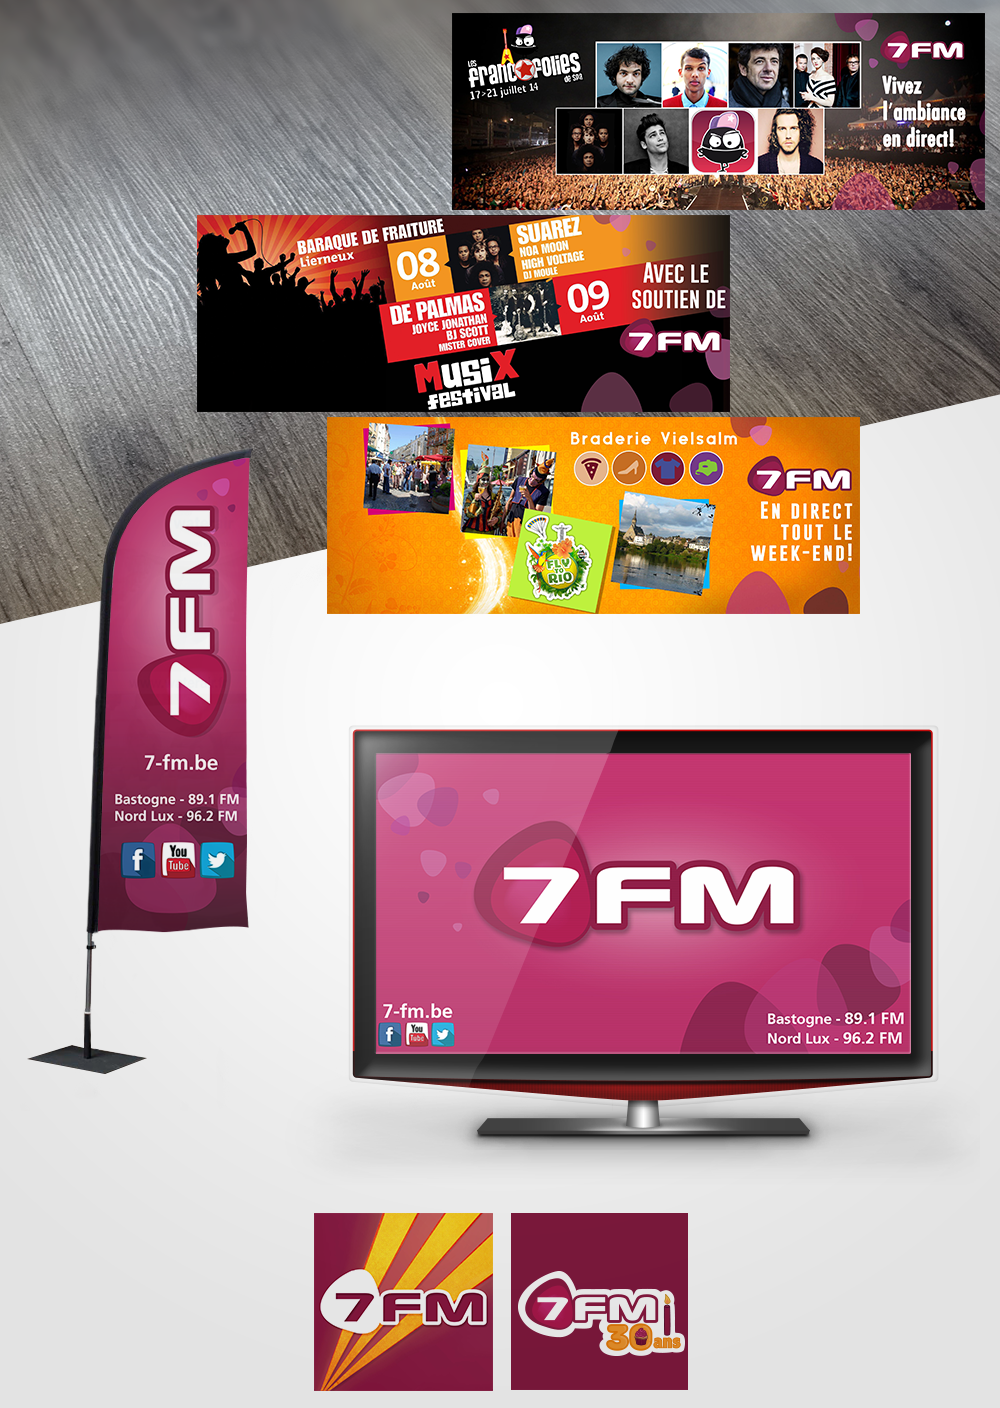 Les
francofolies
de spa
17>21 juillet 14
7FM
Vivez
l'ambiance
en direct!
BARAQUE DE FRAITURE
Lierneux
08
Août
SUAREZ
NOA MOON
HIGH VOLTAGE
DJ MOULE
DE PALMAS
JOYCE JONATHAN
BJ SCOTT
MISTER COVER
09
Août
MusiX
festival
AVEC LE
SOUTIEN DE
7FM
Braderie Vielsalm
FLY
TO
RIO
7FM
EN DIRECT
TOUT LE
WEEK-END!
7FM
7-fm.be
Bastogne - 89.1 FM
Nord Lux - 96.2 FM
f
You
Tube
7FM
7-fm.be
f
You
Tube
Bastogne - 89.1 FM
Nord Lux - 96.2 FM
7FM
7FM
30ans